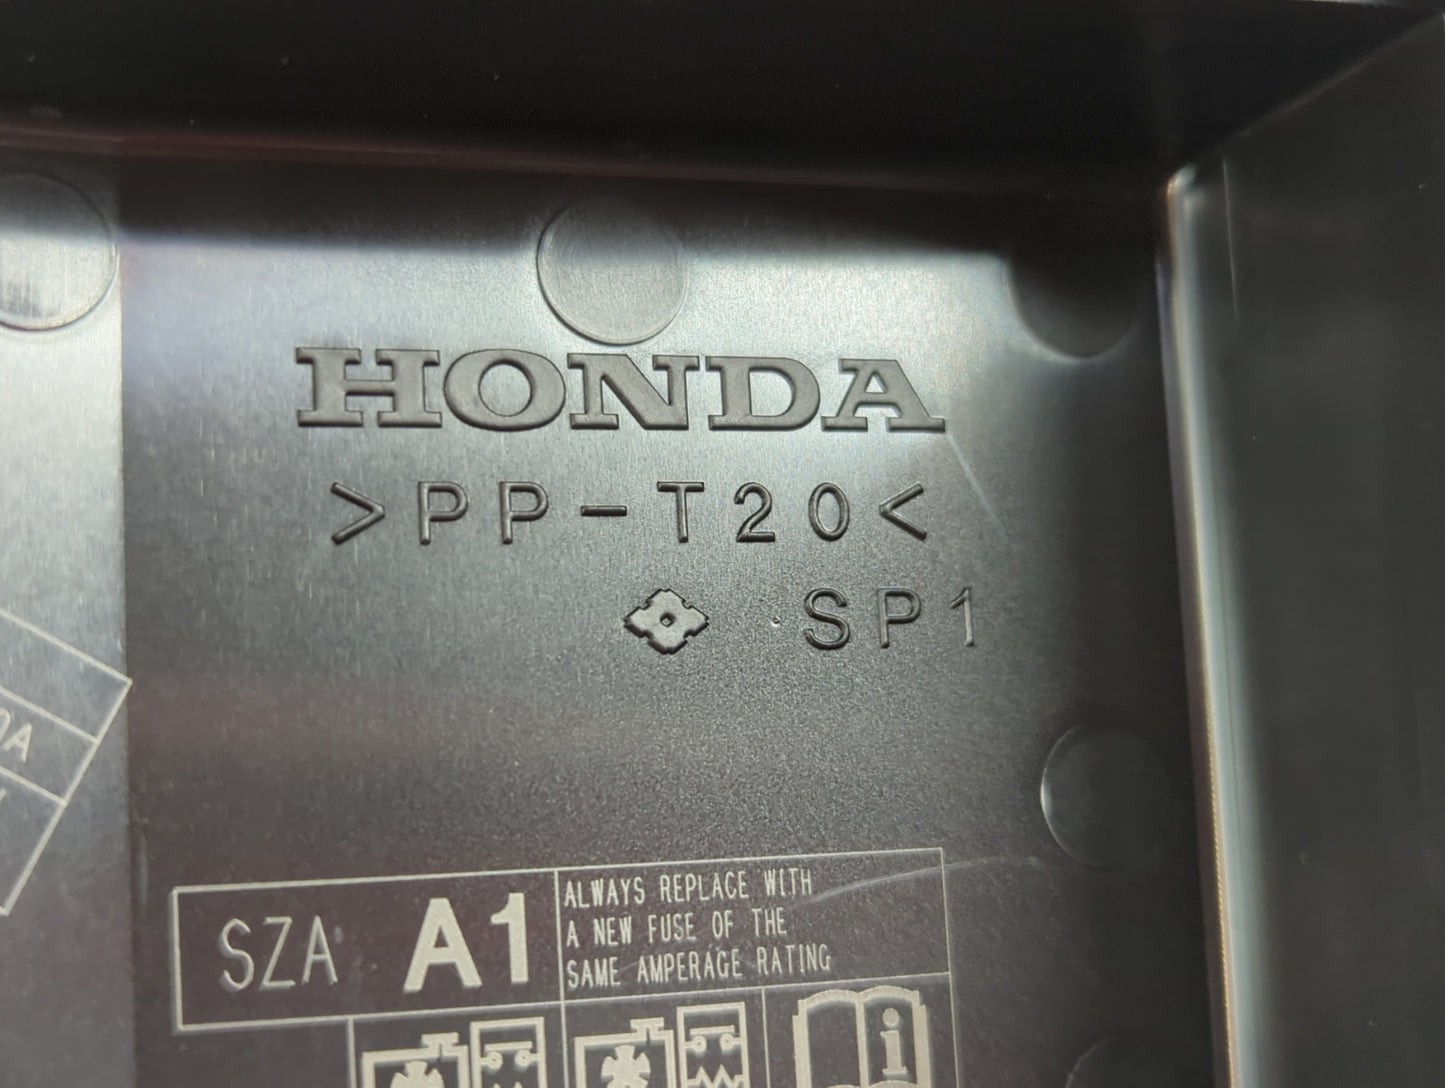 HONDA
>PP-T20<
SP1
SZA A1
ALWAYS REPLACE WITH
A NEW FUSE OF THE
SAME AMPERAGE RATING
i